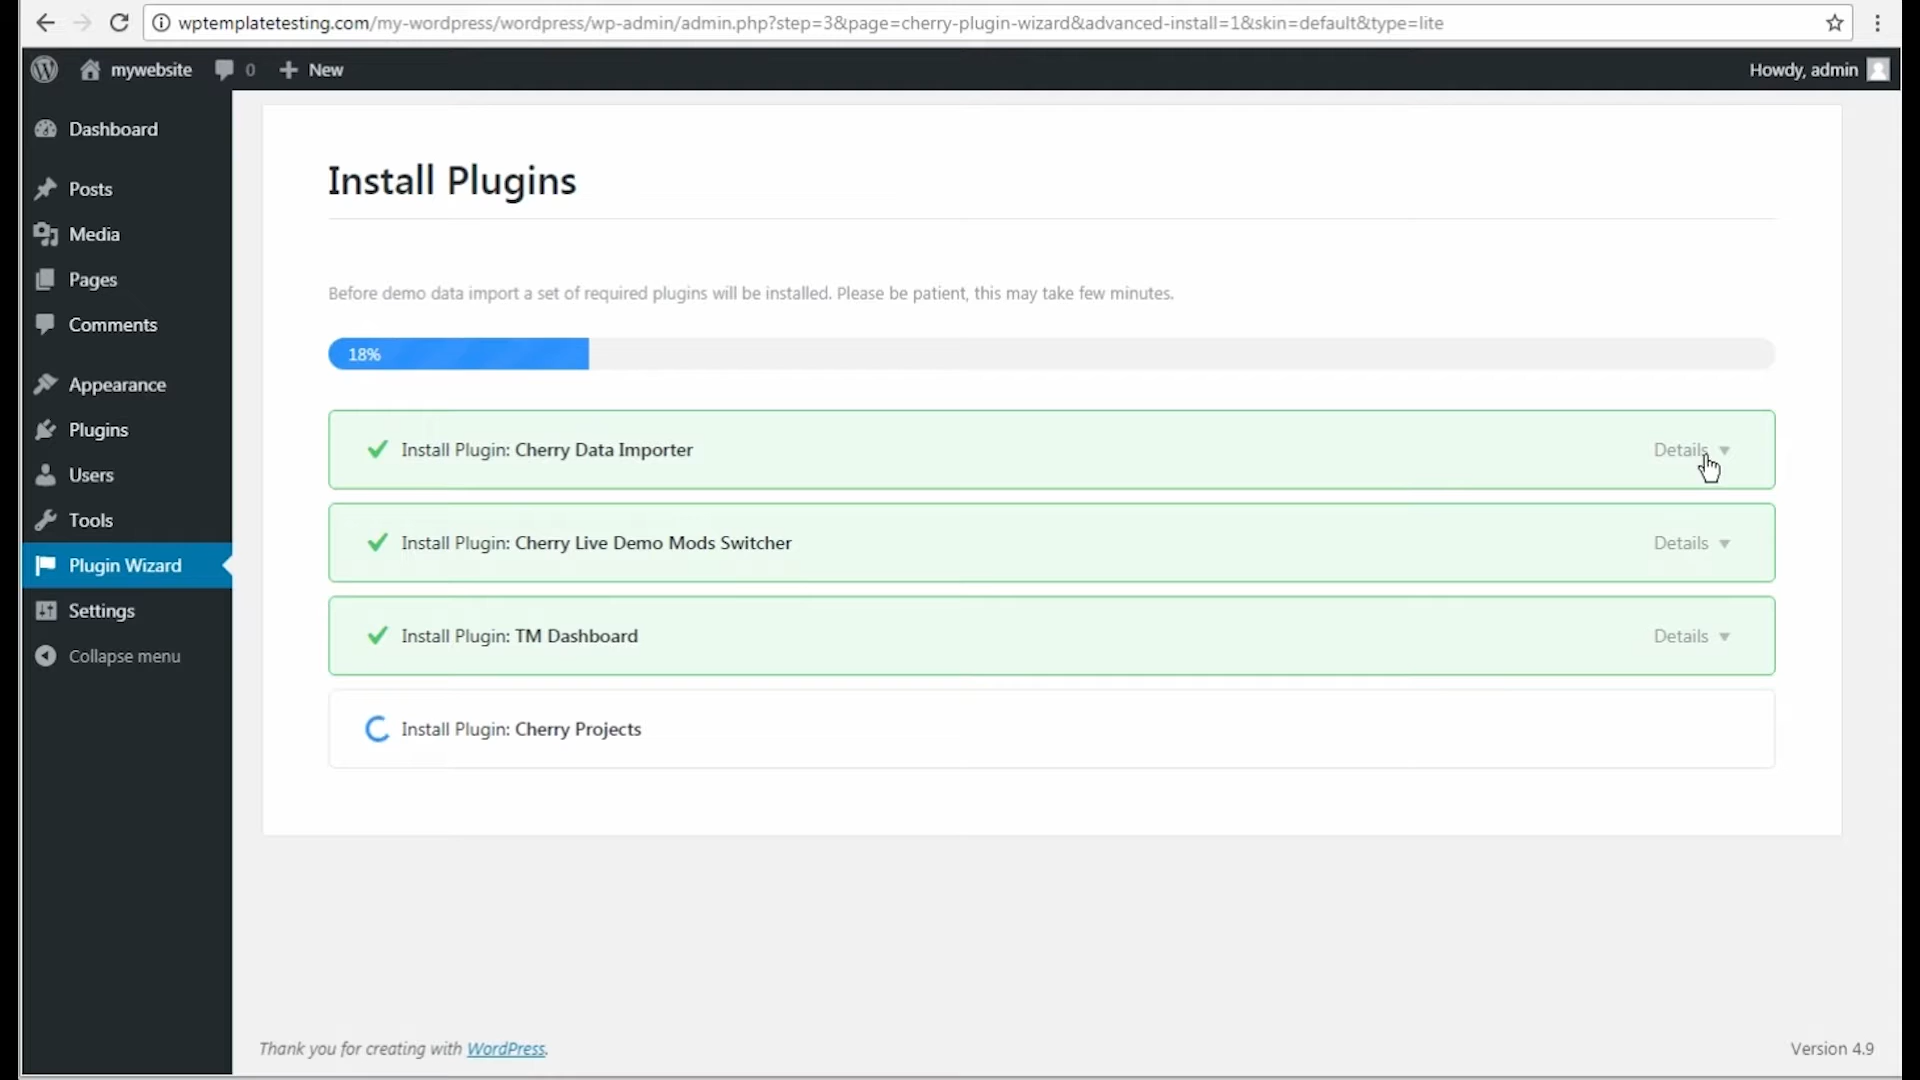 wptemplatetesting.com/my-wordpress/wordpress/wp-admin/admin.php?step=3&page=cherry-plugin-wizard&advanced-install=1&skin=default&type=lite
mywebsite 0 New Howdy, admin
Dashboard
Posts
Media
Pages
Comments
Appearance
Plugins
Users
Tools
Plugin Wizard
Settings
Collapse menu
Install Plugins
Before demo data import a set of required plugins will be installed. Please be patient, this may take few minutes.
18%
Install Plugin: Cherry Data Importer Details
Install Plugin: Cherry Live Demo Mods Switcher Details
Install Plugin: TM Dashboard Details
Install Plugin: Cherry Projects
Thank you for creating with WordPress. Version 4.9